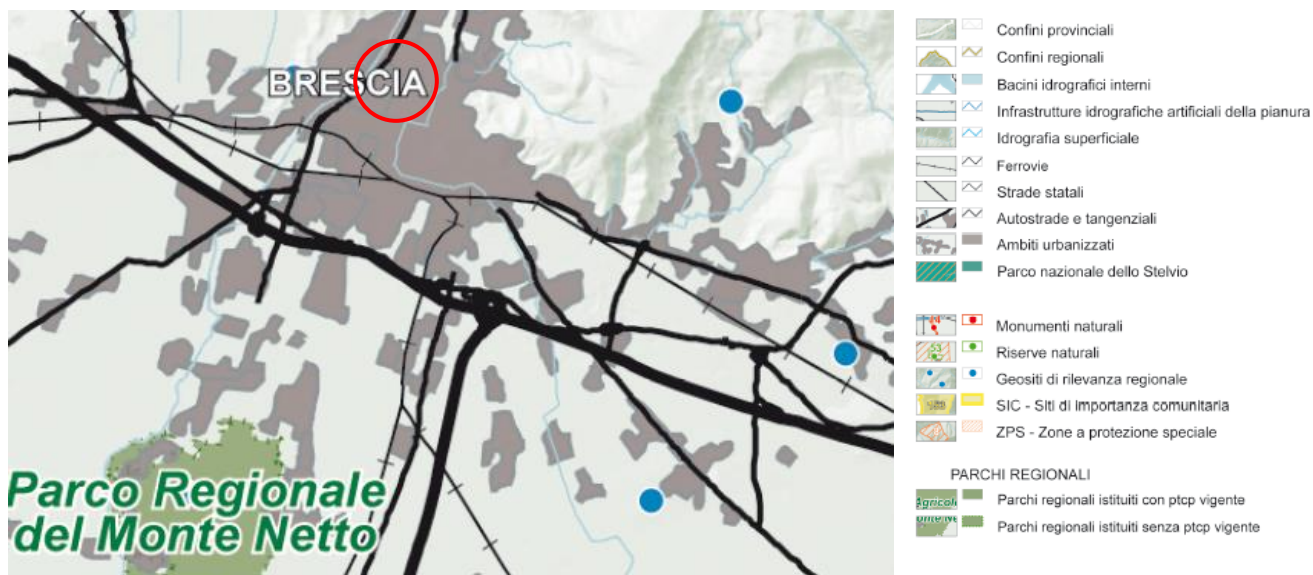 BRESCIA
Parco Regionale
del Monte Netto
Confini provinciali
Confini regionali
Bacini idrografici interni
Infrastrutture idrografiche artificiali della pianura
Idrografia superficiale
Ferrovie
Strade statali
Autostrade e tangenziali
Ambiti urbanizzati
Parco nazionale dello Stelvio
Monumenti naturali
Riserve naturali
Geositi di rilevanza regionale
SIC - Siti di importanza comunitaria
ZPS - Zone a protezione speciale
PARCHI REGIONALI
Parchi regionali istituiti con ptcp vigente
Parchi regionali istituiti senza ptcp vigente